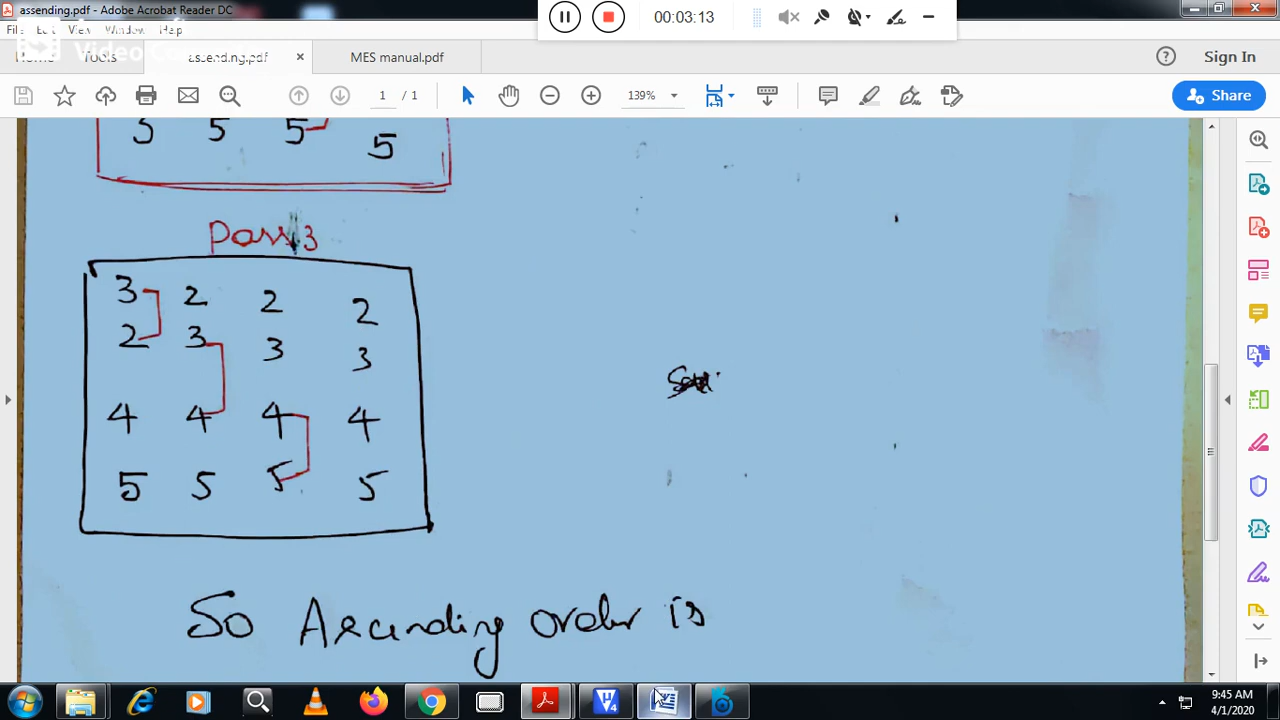 assending.pdf - Adobe Acrobat Reader DC
00:03:13
File Edit View Window Help
Home Tools assending.pdf × MES manual.pdf
Sign In
1 / 1
139%
Share
5 5 5 5
Pass 3
3 2 2 2
2 3 3 3
4 4 4 4
5 5 5 5
So Ascending order is
9:45 AM
4/1/2020